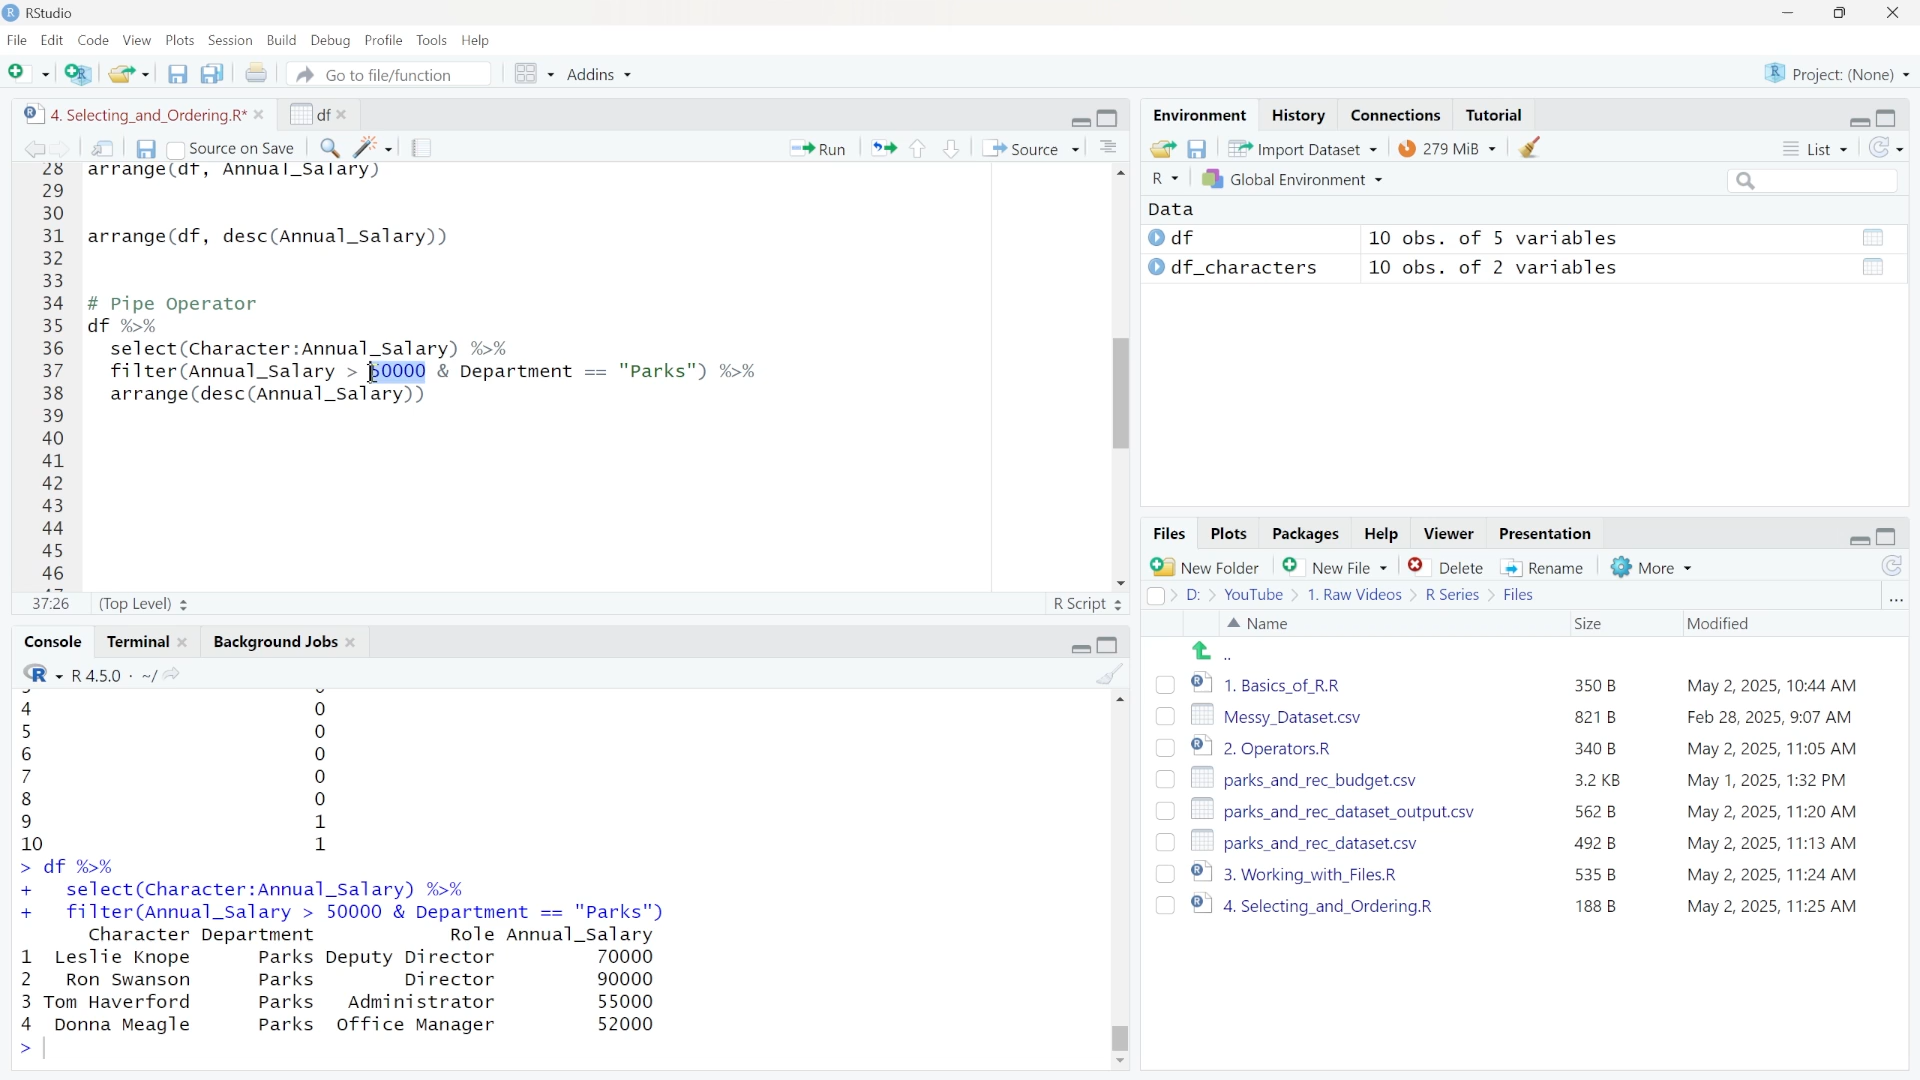 RStudio
File Edit Code View Plots Session Build Debug Profile Tools Help
Go to file/function Addins Project: (None)
4. Selecting_and_Ordering.R* df
Source on Save Run Source
28 arrange(df, Annual_Salary)
29
30
31 arrange(df, desc(Annual_Salary))
32
33
34 # Pipe Operator
35 df %>%
36 select(Character:Annual_Salary) %>%
37 filter(Annual_Salary > 50000 & Department == "Parks") %>%
38 arrange(desc(Annual_Salary))
39
40
41
42
43
44
45
46
37:26 (Top Level) R Script
Console Terminal Background Jobs
R 4.5.0 · ~/
4 0
5 0
6 0
7 0
8 0
9 1
10 1
> df %>%
+ select(Character:Annual_Salary) %>%
+ filter(Annual_Salary > 50000 & Department == "Parks")
Character Department Role Annual_Salary
1 Leslie Knope Parks Deputy Director 70000
2 Ron Swanson Parks Director 90000
3 Tom Haverford Parks Administrator 55000
4 Donna Meagle Parks Office Manager 52000
>
Environment History Connections Tutorial
Import Dataset 279 MiB List
R Global Environment
Data
df 10 obs. of 5 variables
df_characters 10 obs. of 2 variables
Files Plots Packages Help Viewer Presentation
New Folder New File Delete Rename More
D: YouTube 1. Raw Videos R Series Files ...
Name Size Modified
..
1. Basics_of_R.R 350 B May 2, 2025, 10:44 AM
Messy_Dataset.csv 821 B Feb 28, 2025, 9:07 AM
2. Operators.R 340 B May 2, 2025, 11:05 AM
parks_and_rec_budget.csv 3.2 KB May 1, 2025, 1:32 PM
parks_and_rec_dataset_output.csv 562 B May 2, 2025, 11:20 AM
parks_and_rec_dataset.csv 492 B May 2, 2025, 11:13 AM
3. Working_with_Files.R 535 B May 2, 2025, 11:24 AM
4. Selecting_and_Ordering.R 188 B May 2, 2025, 11:25 AM